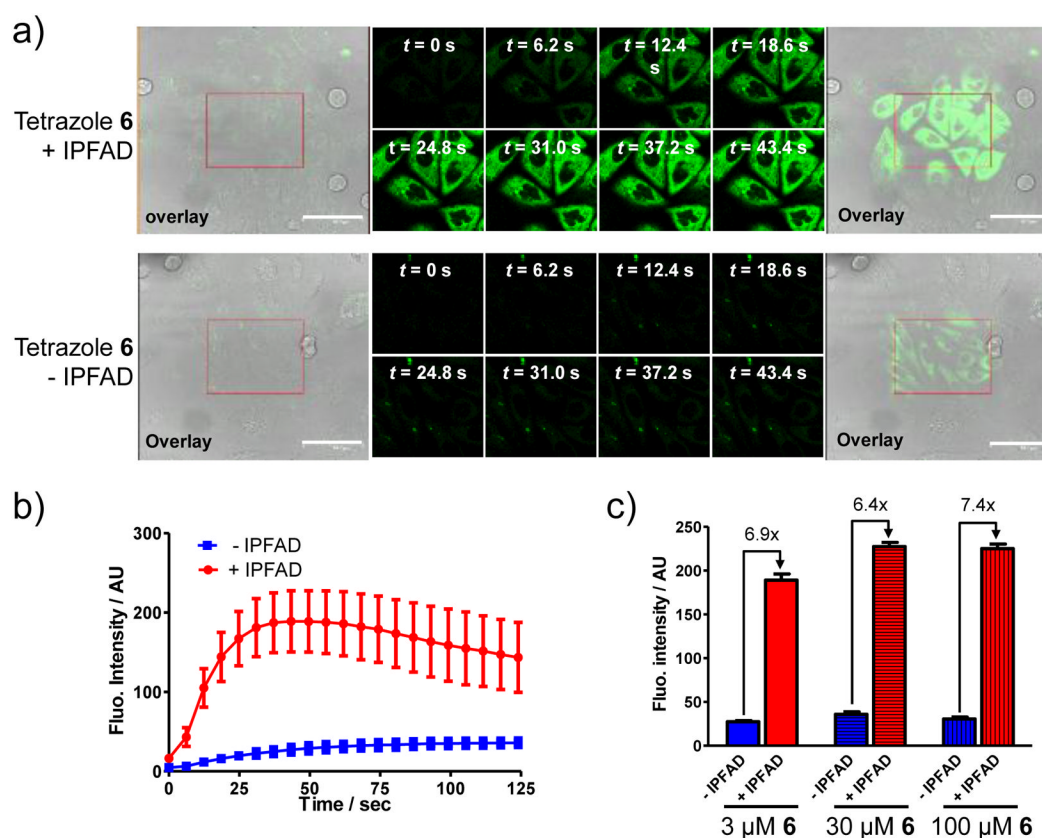 a)
Tetrazole 6
+ IPFAD
overlay
t = 0 s
t = 6.2 s
t = 12.4
s
t = 18.6 s
t = 24.8 s
t = 31.0 s
t = 37.2 s
t = 43.4 s
Overlay
Tetrazole 6
- IPFAD
Overlay
t = 0 s
t = 6.2 s
t = 12.4 s
t = 18.6 s
t = 24.8 s
t = 31.0 s
t = 37.2 s
t = 43.4 s
Overlay
b)
Fluo. Intensity / AU
300
200
100
0
- IPFAD
+ IPFAD
0
25
50
75
100
125
Time / sec
c)
Fluo. intensity / AU
250
200
150
100
50
0
6.9x
6.4x
7.4x
- IPFAD
+ IPFAD
- IPFAD
+ IPFAD
- IPFAD
+ IPFAD
3 µM 6
30 µM 6
100 µM 6